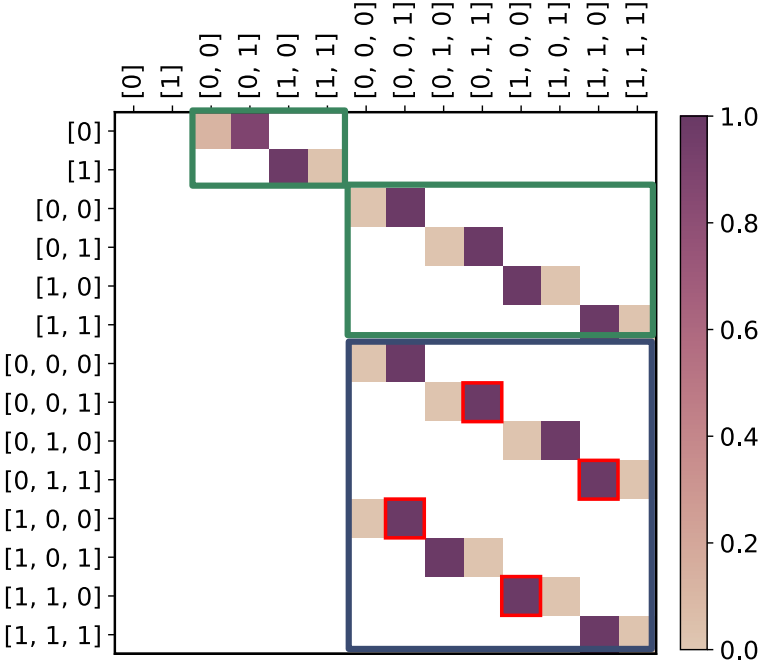 [0] [1] [0, 0] [0, 1] [1, 0] [1, 1] [0, 0, 0] [0, 0, 1] [0, 1, 0] [0, 1, 1] [1, 0, 0] [1, 0, 1] [1, 1, 0] [1, 1, 1]
[0]
[1]
[0, 0]
[0, 1]
[1, 0]
[1, 1]
[0, 0, 0]
[0, 0, 1]
[0, 1, 0]
[0, 1, 1]
[1, 0, 0]
[1, 0, 1]
[1, 1, 0]
[1, 1, 1]
1.0
0.8
0.6
0.4
0.2
0.0